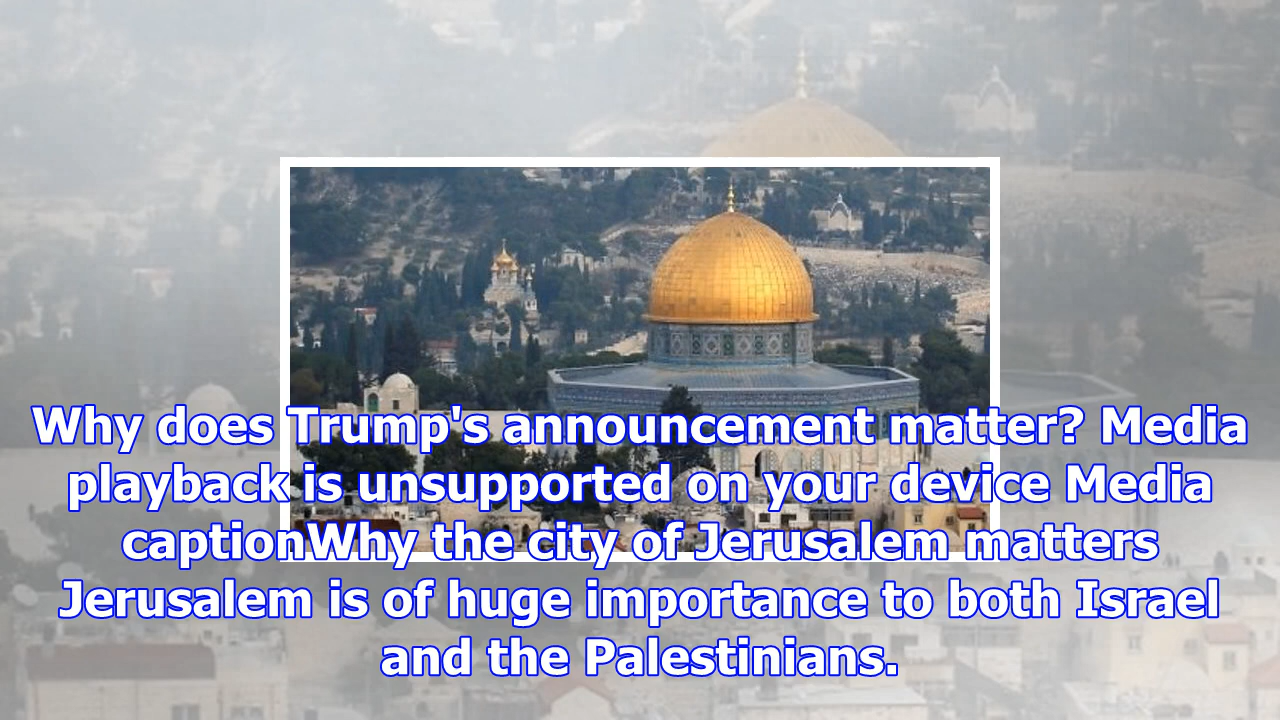 Why does Trump's announcement matter? Media
playback is unsupported on your device Media
captionWhy the city of Jerusalem matters
Jerusalem is of huge importance to both Israel
and the Palestinians.